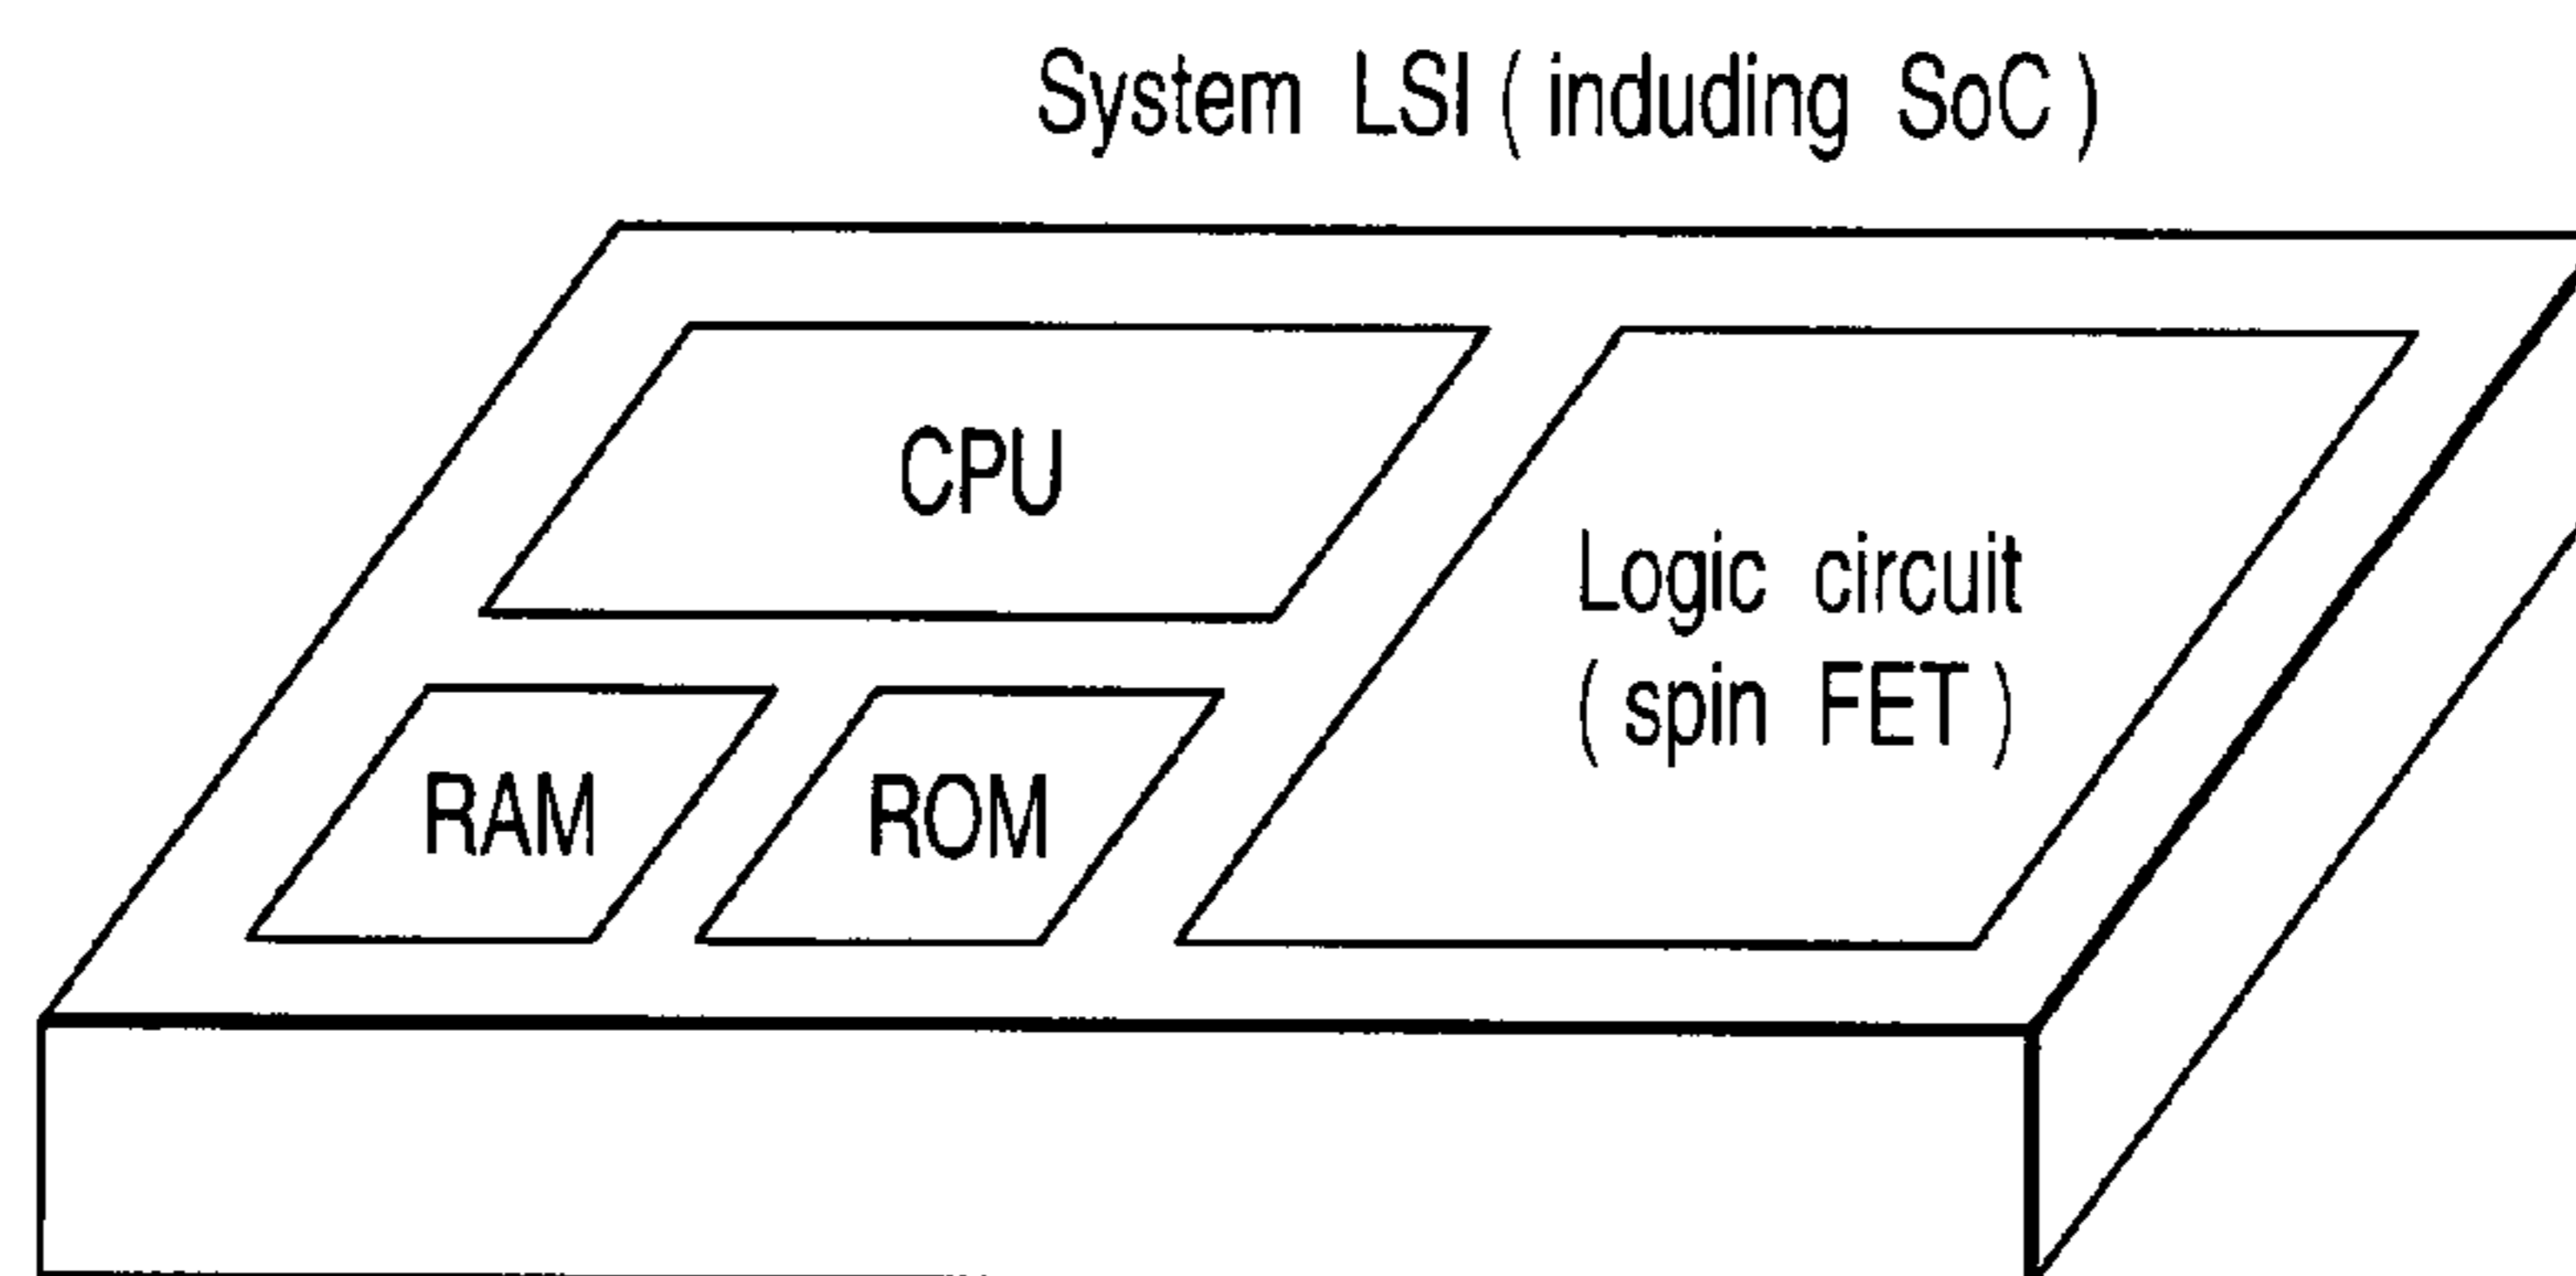 System LSI ( induding SoC )
CPU
Logic circuit
( spin FET )
RAM
ROM